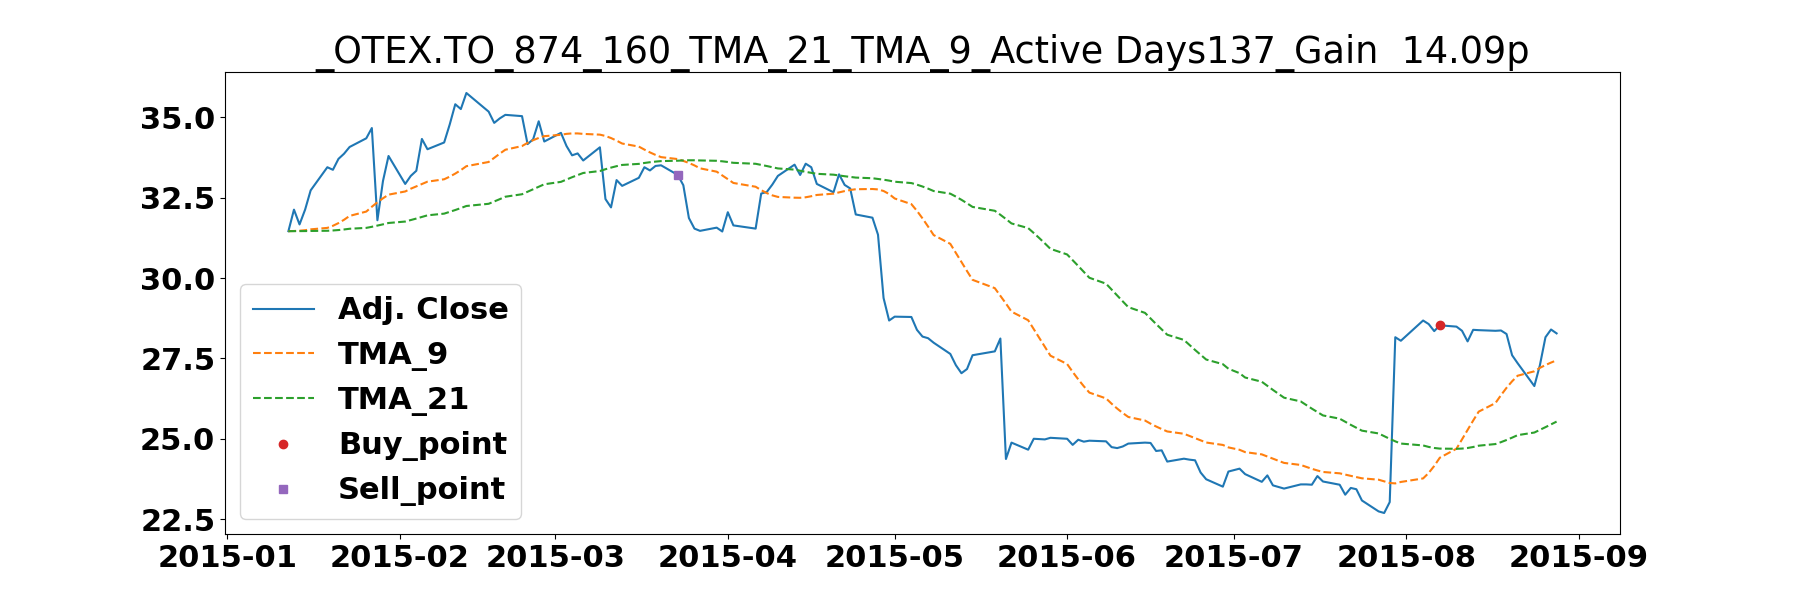 _OTEX.TO_874_160_TMA_21_TMA_9_Active Days137_Gain  14.09p
35.0
32.5
30.0
27.5
25.0
22.5
Adj. Close
TMA_9
TMA_21
Buy_point
Sell_point
2015-01 2015-02 2015-03 2015-04 2015-05 2015-06 2015-07 2015-08 2015-09